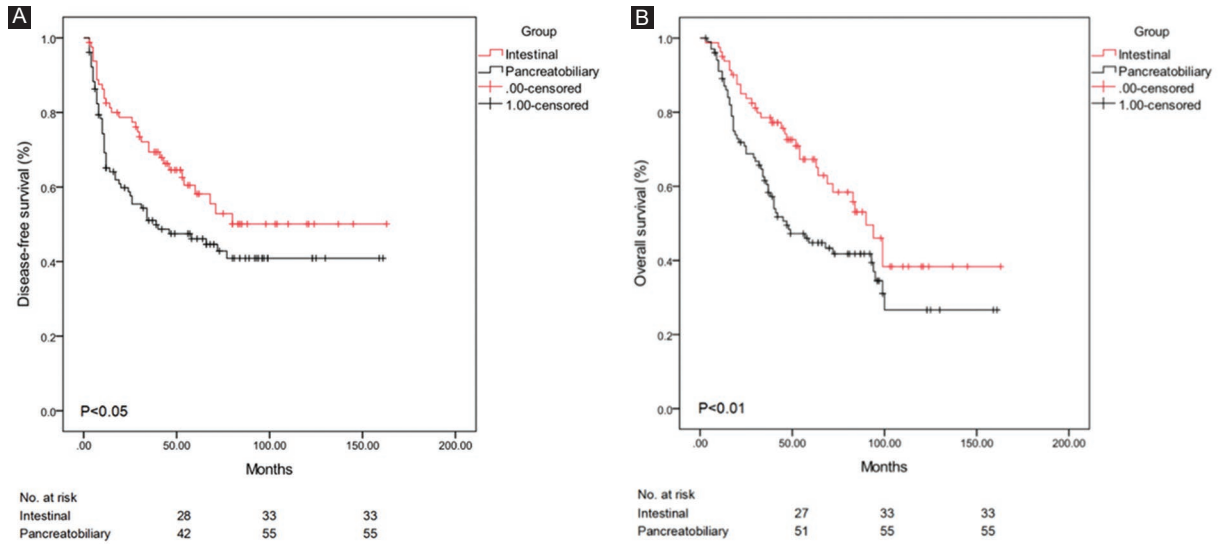 A
Group
Intestinal
Pancreatobiliary
.00-censored
1.00-censored
Disease-free survival (%)
1.0
0.8
0.6
0.4
0.2
0.0
P<0.05
.00 50.00 100.00 150.00 200.00
Months
No. at risk
Intestinal 28 33 33
Pancreatobiliary 42 55 55
B
Group
Intestinal
Pancreatobiliary
.00-censored
1.00-censored
Overall survival (%)
1.0
0.8
0.6
0.4
0.2
0.0
P<0.01
.00 50.00 100.00 150.00 200.00
Months
No. at risk
Intestinal 27 33 33
Pancreatobiliary 51 55 55